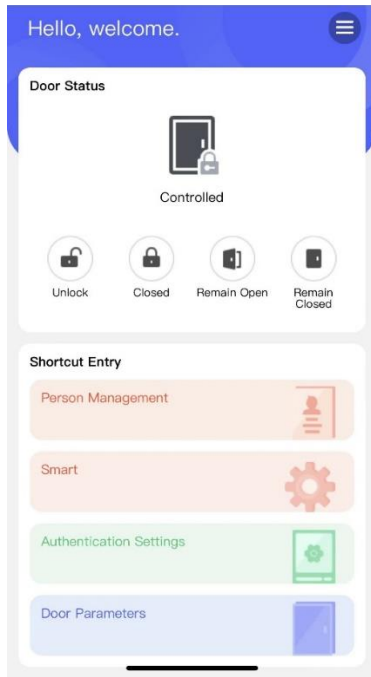 Hello, welcome.
Door Status
Controlled
Unlock
Closed
Remain Open
Remain
Closed
Shortcut Entry
Person Management
Smart
Authentication Settings
Door Parameters